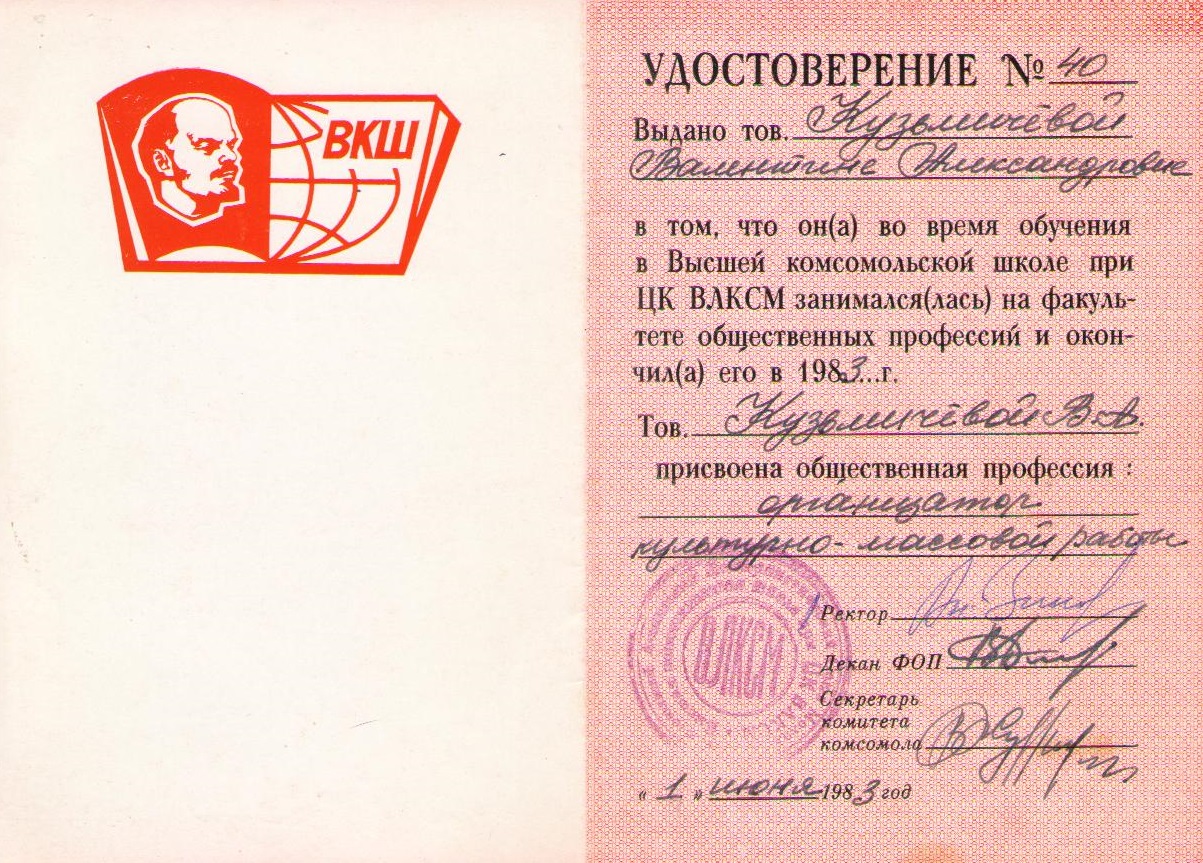 ВКШ
УДОСТОВЕРЕНИЕ № 40
Выдано тов. Кузьмичёвой
Валентине Александровне
в том, что он(а) во время обучения
в Высшей комсомольской школе при
ЦК ВЛКСМ занимался(лась) на факуль-
тете общественных профессий и окон-
чил(а) его в 1983...г.
Тов. Кузьмичёвой В.А.
присвоена общественная профессия :
организатор
культурно-массовой работы
Ректор
Декан ФОП
Секретарь
комитета
комсомола
ВЛКСМ
« 1 » июня 1983 год